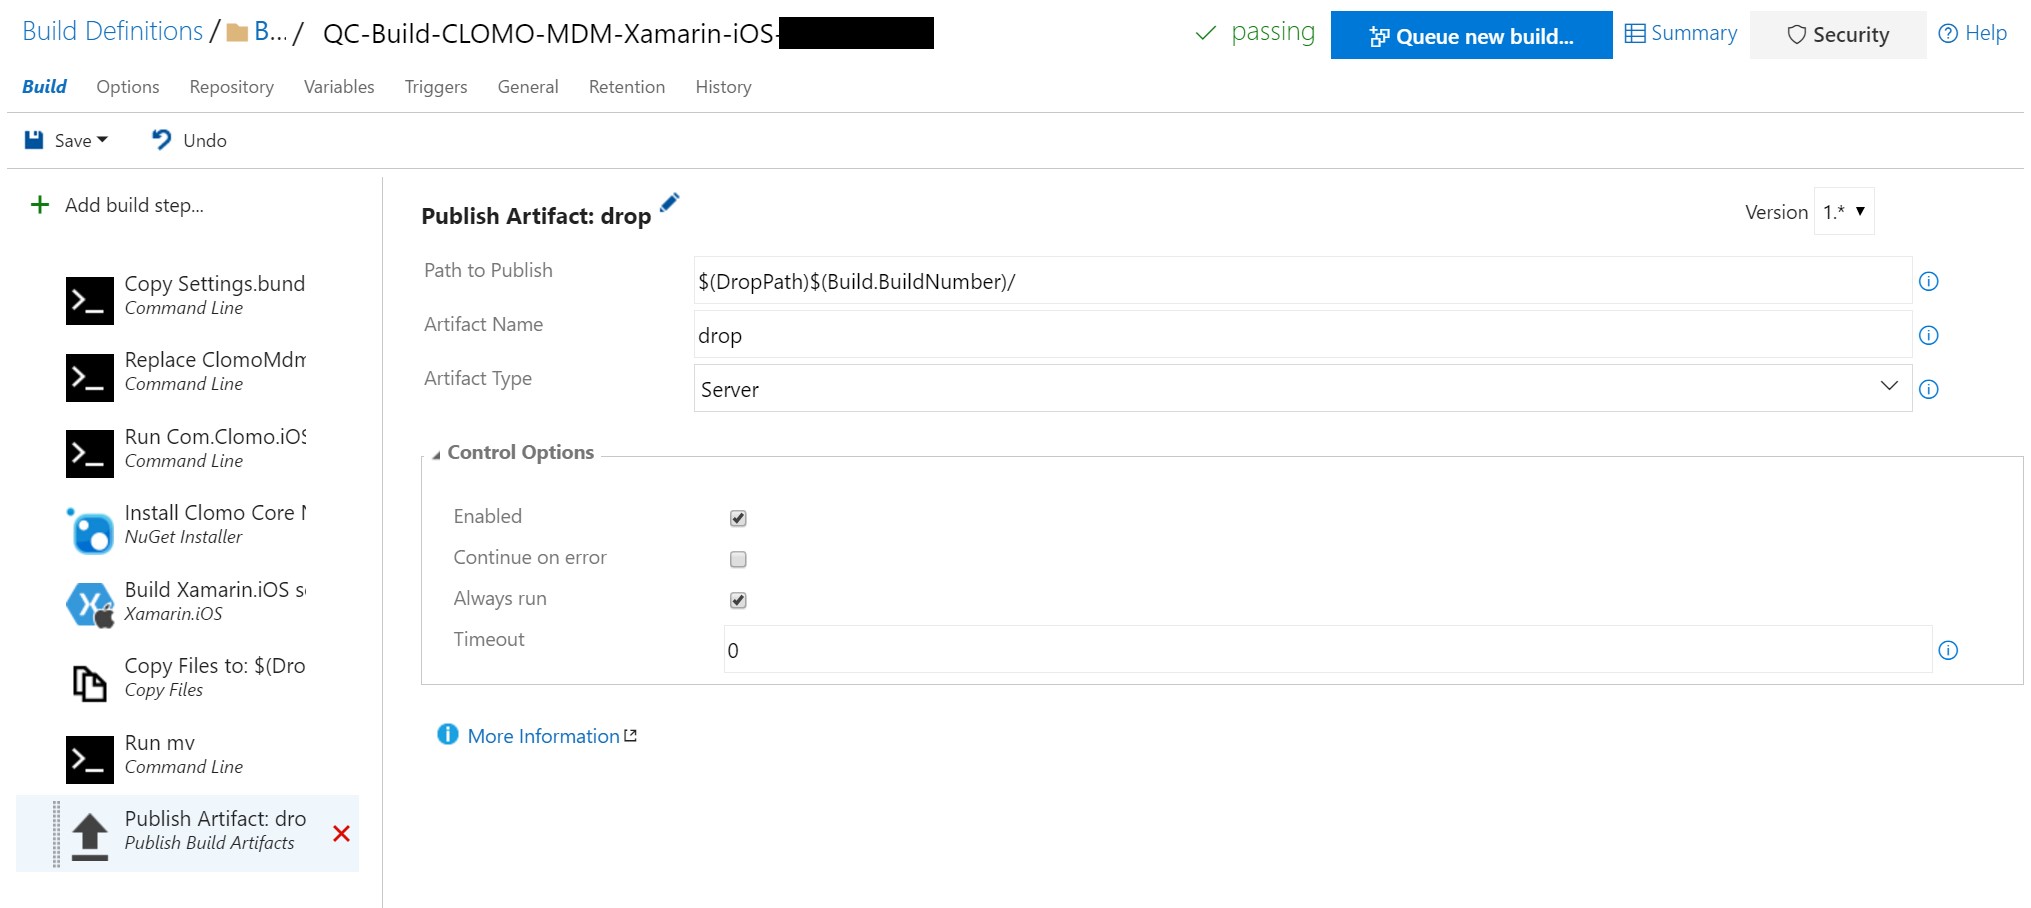 Build Definitions / B... / QC-Build-CLOMO-MDM-Xamarin-iOS-
passing
Queue new build...
Summary
Security
Help
Build Options Repository Variables Triggers General Retention History
Save Undo
Add build step...
Copy Settings.bund
Command Line
Replace ClomoMdm
Command Line
Run Com.Clomo.iOS
Command Line
Install Clomo Core
NuGet Installer
Build Xamarin.iOS
Xamarin.iOS
Copy Files to: $(Dro
Copy Files
Run mv
Command Line
Publish Artifact: dro
Publish Build Artifacts
Publish Artifact: drop
Version 1.*
Path to Publish $(DropPath)$(Build.BuildNumber)/
Artifact Name drop
Artifact Type Server
Control Options
Enabled
Continue on error
Always run
Timeout 0
More Information